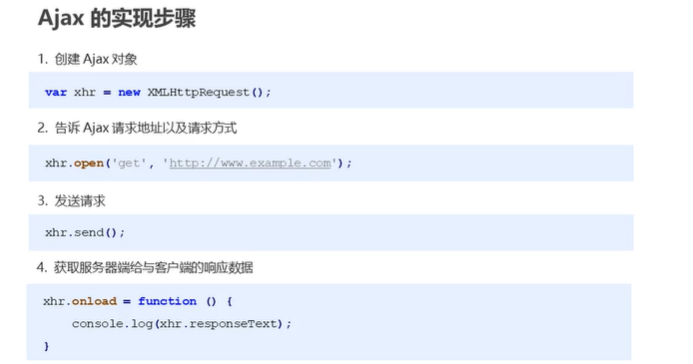 Ajax 的实现步骤
1. 创建 Ajax 对象
var xhr = new XMLHttpRequest();
2. 告诉 Ajax 请求地址以及请求方式
xhr.open('get', 'http://www.example.com');
3. 发送请求
xhr.send();
4. 获取服务器端给与客户端的响应数据
xhr.onload = function () {
    console.log(xhr.responseText);
}